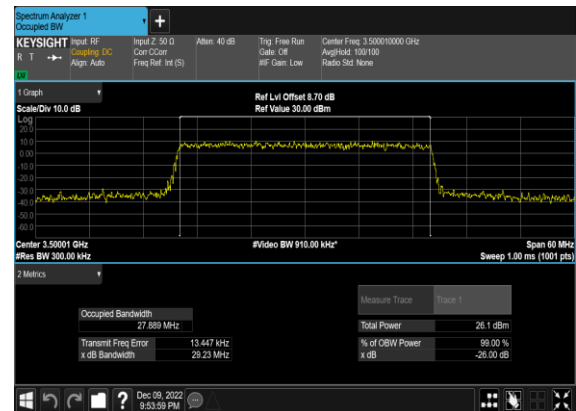 Spectrum Analyzer 1
Occupied BW
KEYSIGHT
R T
LW
Input: RF
Coupling: DC
Align: Auto
Input Z: 50 Ω
Corr CCorr
Freq Ref: Int (S)
Atten: 40 dB
Trig: Free Run
Gate: Off
#IF Gain: Low
Center Freq: 3.500010000 GHz
Avg|Hold: 100/100
Radio Std: None
1 Graph
Scale/Div 10.0 dB
Ref Lvl Offset 8.70 dB
Ref Value 30.00 dBm
Log
20.0
10.0
0.00
-10.0
-20.0
-30.0
-40.0
-50.0
-60.0
Center 3.50001 GHz
#Res BW 300.00 kHz
#Video BW 910.00 kHz*
Span 60 MHz
Sweep 1.00 ms (1001 pts)
2 Metrics
Measure Trace Trace 1
Occupied Bandwidth
27.889 MHz
Total Power 26.1 dBm
Transmit Freq Error 13.447 kHz
% of OBW Power 99.00 %
x dB Bandwidth 29.23 MHz
x dB -26.00 dB
Dec 09, 2022
9:53:59 PM